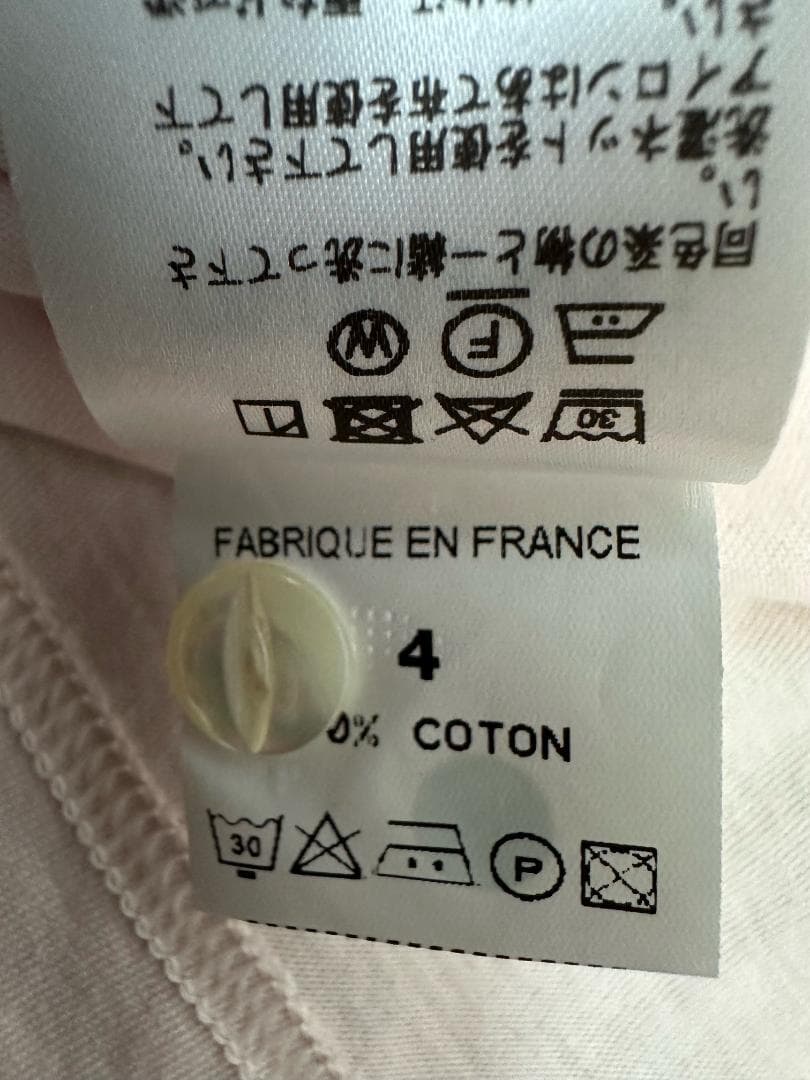 30
F W
同色系の物と一緒に洗って下さ
い。
洗濯ネットを使用して下さい。
アイロンはあて布を使用して下
さい。
FABRIQUE EN FRANCE
4
0% COTON
30 P